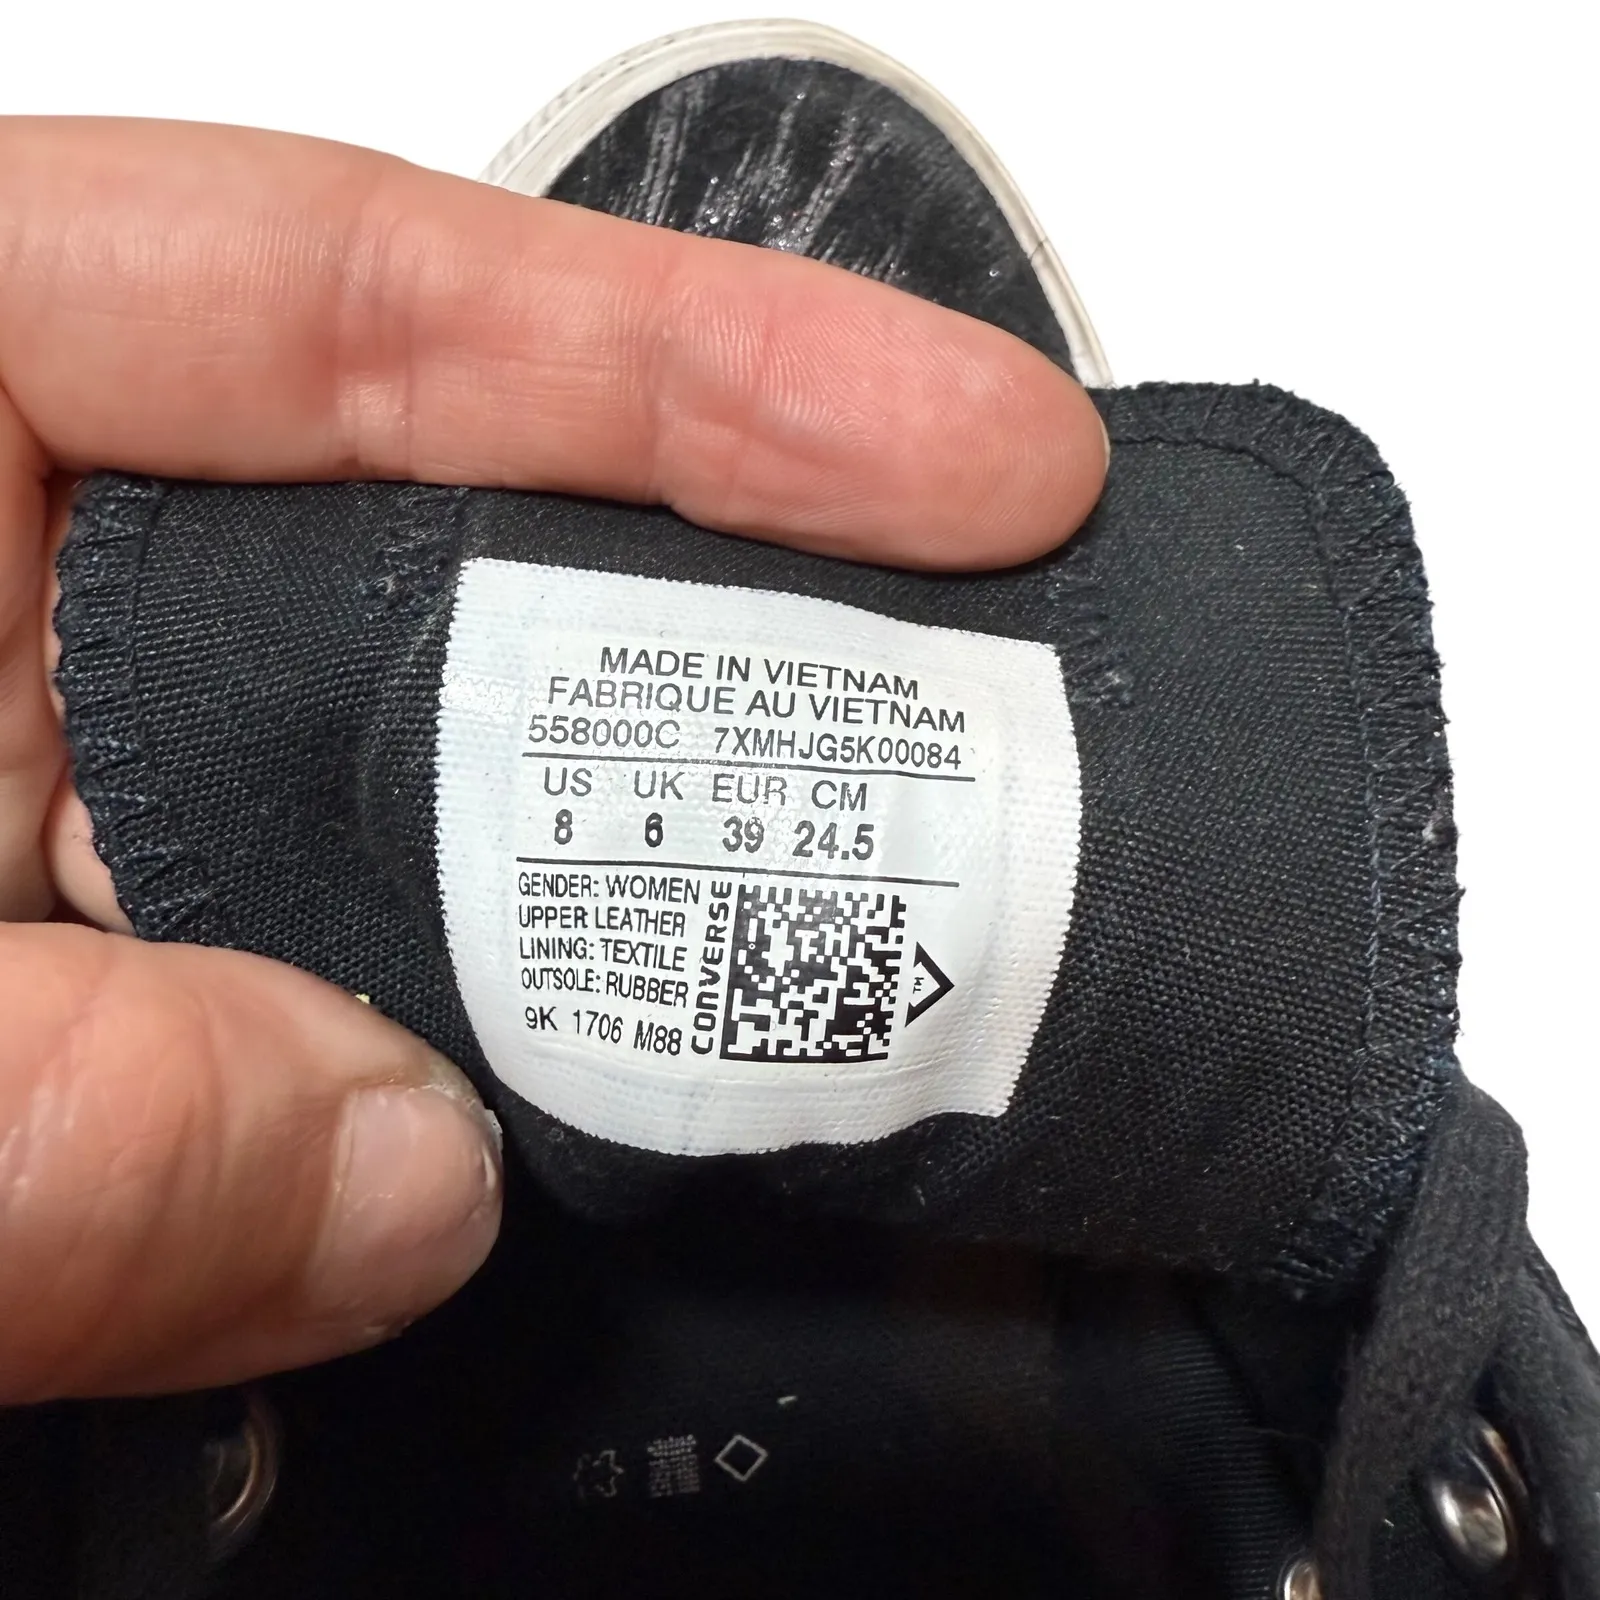 MADE IN VIETNAM
FABRIQUE AU VIETNAM
558000C 7XMHJG5K00084
US UK EUR CM
8 6 39 24.5
GENDER: WOMEN
UPPER LEATHER
LINING: TEXTILE
OUTSOLE: RUBBER
9K 1706 M88
CONVERSE
TM